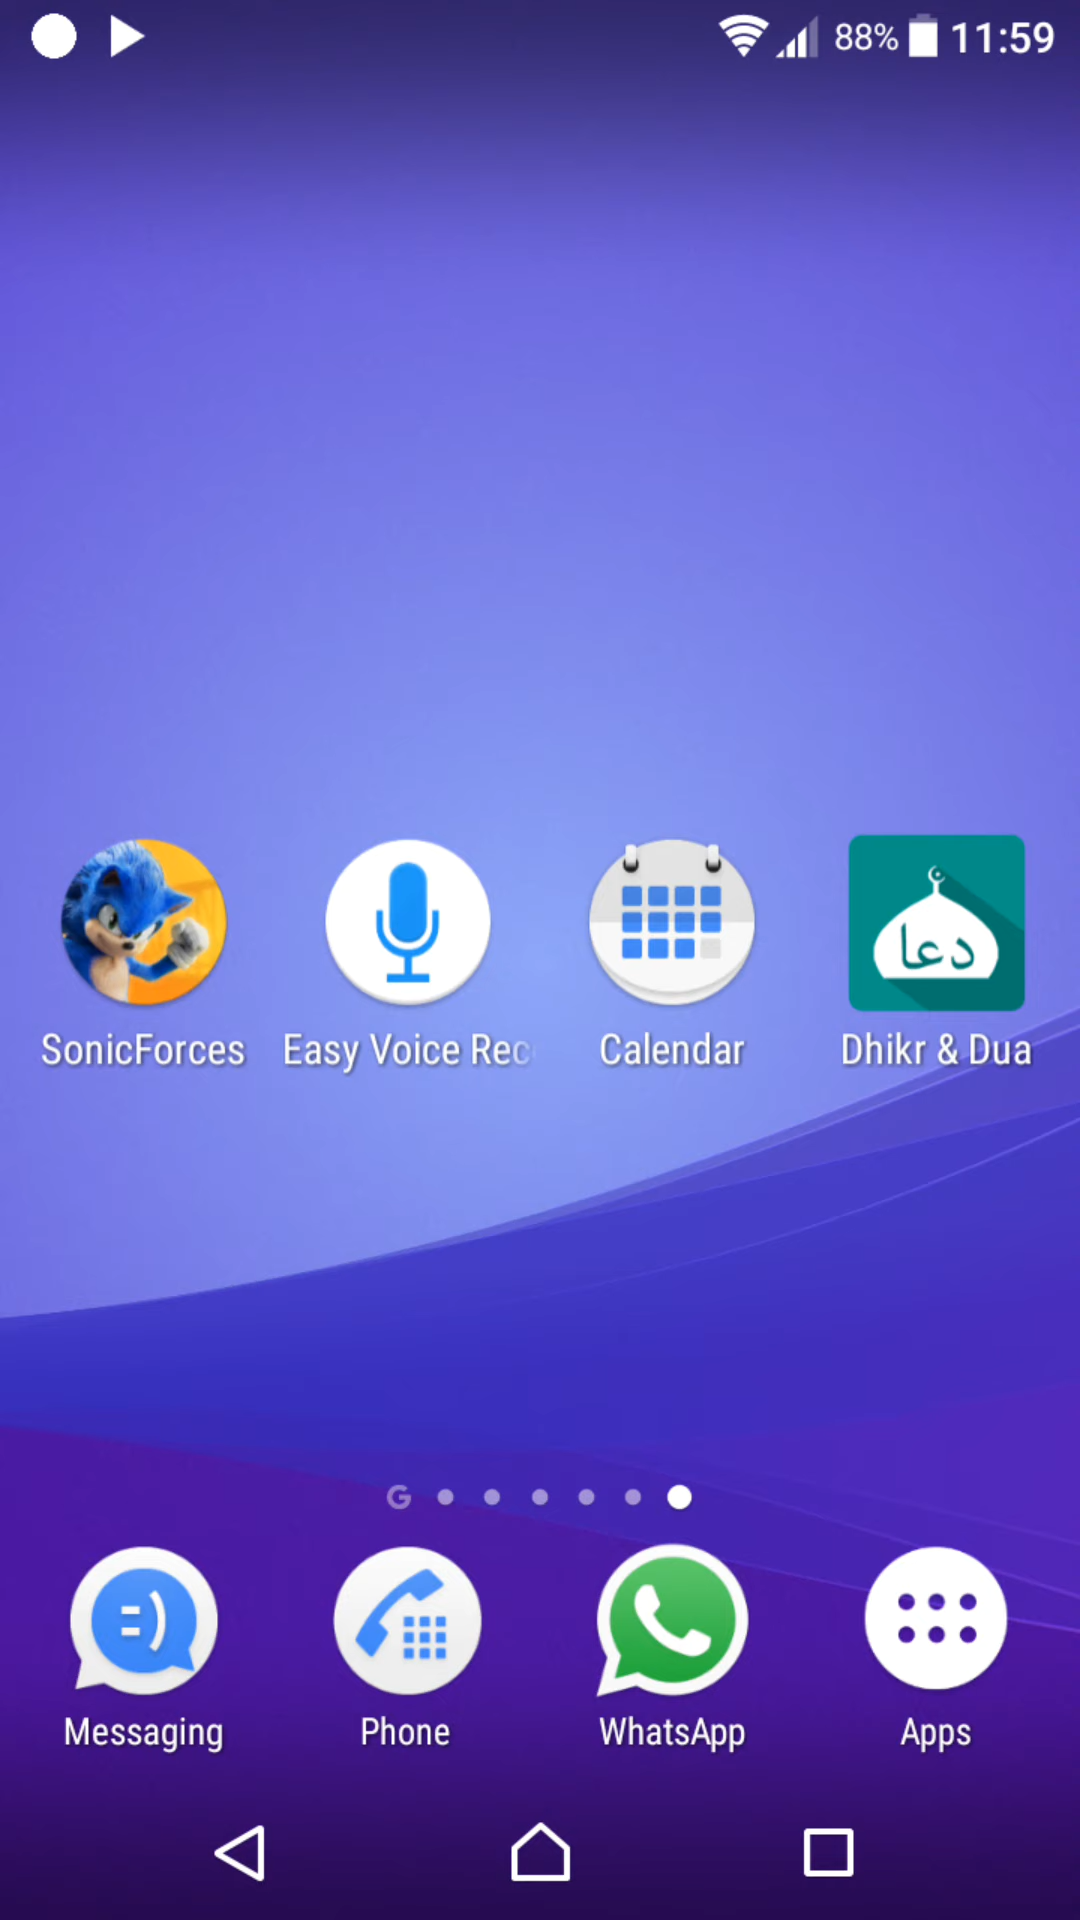 88% 11:59
دعا
SonicForces Easy Voice Rec Calendar Dhikr & Dua
G
Messaging Phone WhatsApp Apps